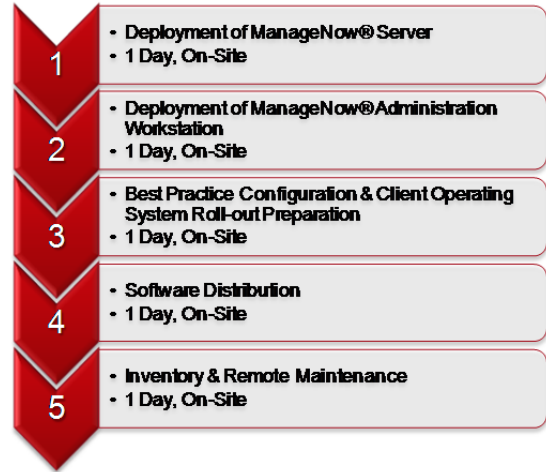 1
• Deployment of ManageNow® Server
• 1 Day, On-Site
2
• Deployment of ManageNow® Administration
Workstation
• 1 Day, On-Site
3
• Best Practice Configuration & Client Operating
System Roll-out Preparation
• 1 Day, On-Site
4
• Software Distribution
• 1 Day, On-Site
5
• Inventory & Remote Maintenance
• 1 Day, On-Site